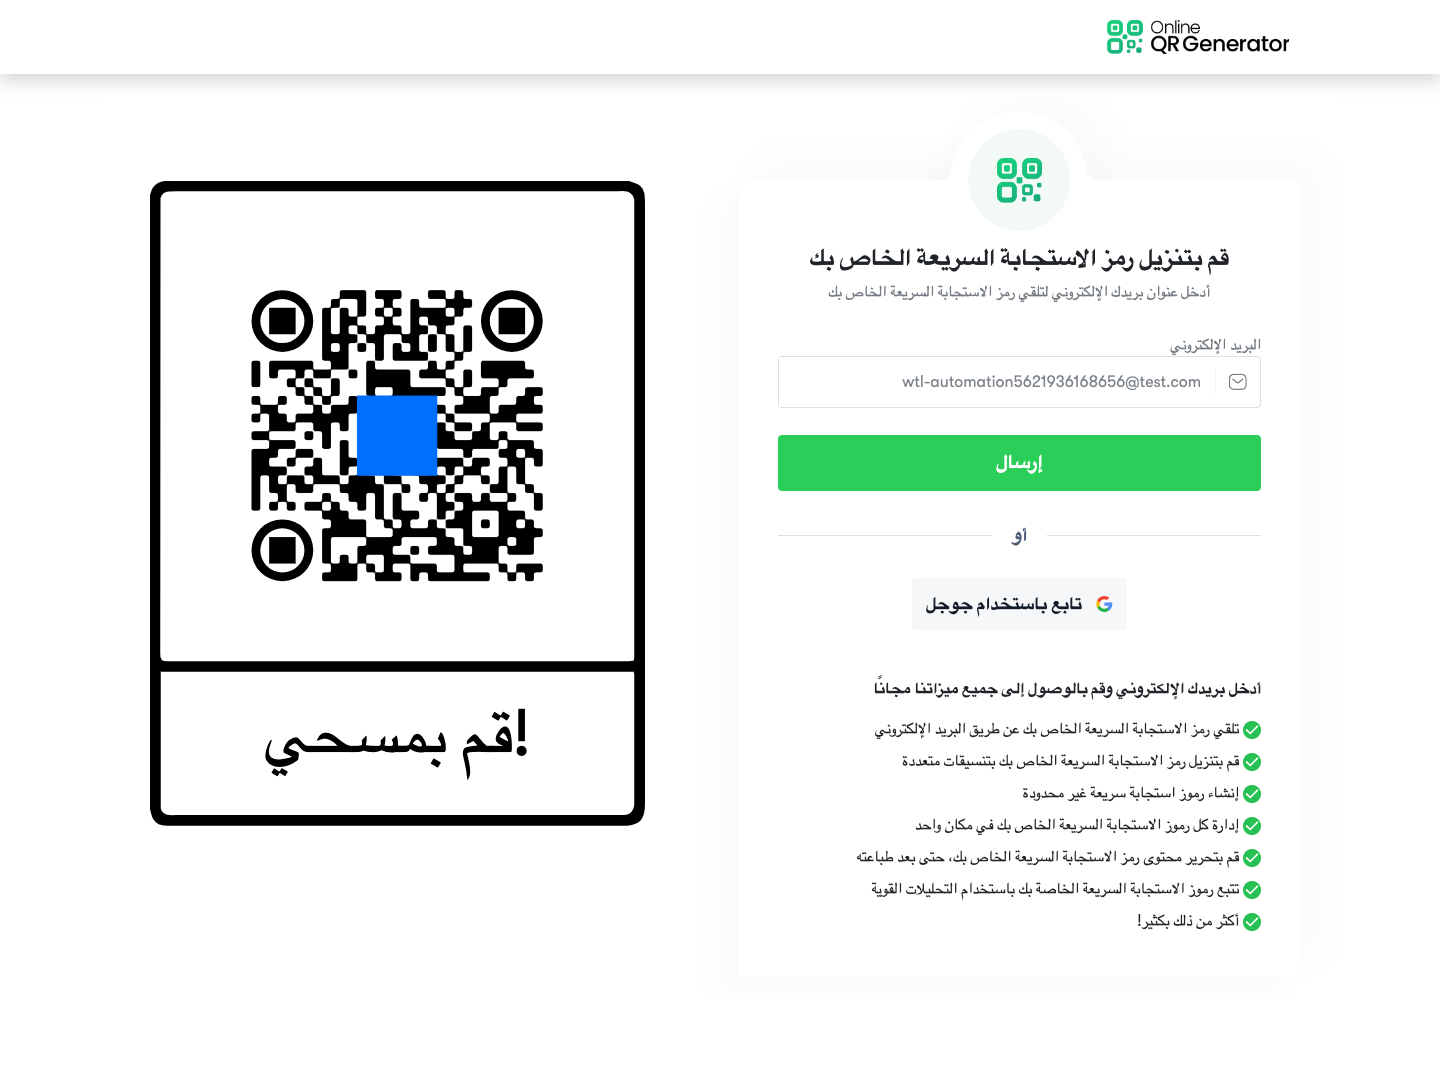 Online
QR Generator
قم بتنزيل رمز الاستجابة السريعة الخاص بك
أدخل عنوان بريدك الإلكتروني لتلقي رمز الاستجابة السريعة الخاص بك
البريد الإلكتروني
wtl-automation5621936168656@test.com
إرسال
أو
تابع باستخدام جوجل
أدخل بريدك الإلكتروني وقم بالوصول إلى جميع ميزاتنا مجانًا
تلقي رمز الاستجابة السريعة الخاص بك عن طريق البريد الإلكتروني
قم بتنزيل رمز الاستجابة السريعة الخاص بك بتنسيقات متعددة
إنشاء رموز استجابة سريعة غير محدودة
إدارة كل رموز الاستجابة السريعة الخاص بك في مكان واحد
قم بتحرير محتوى رمز الاستجابة السريعة الخاص بك، حتى بعد طباعته
تتبع رموز الاستجابة السريعة الخاصة بك باستخدام التحليلات القوية
أكثر من ذلك بكثير!
قم بمسحي!